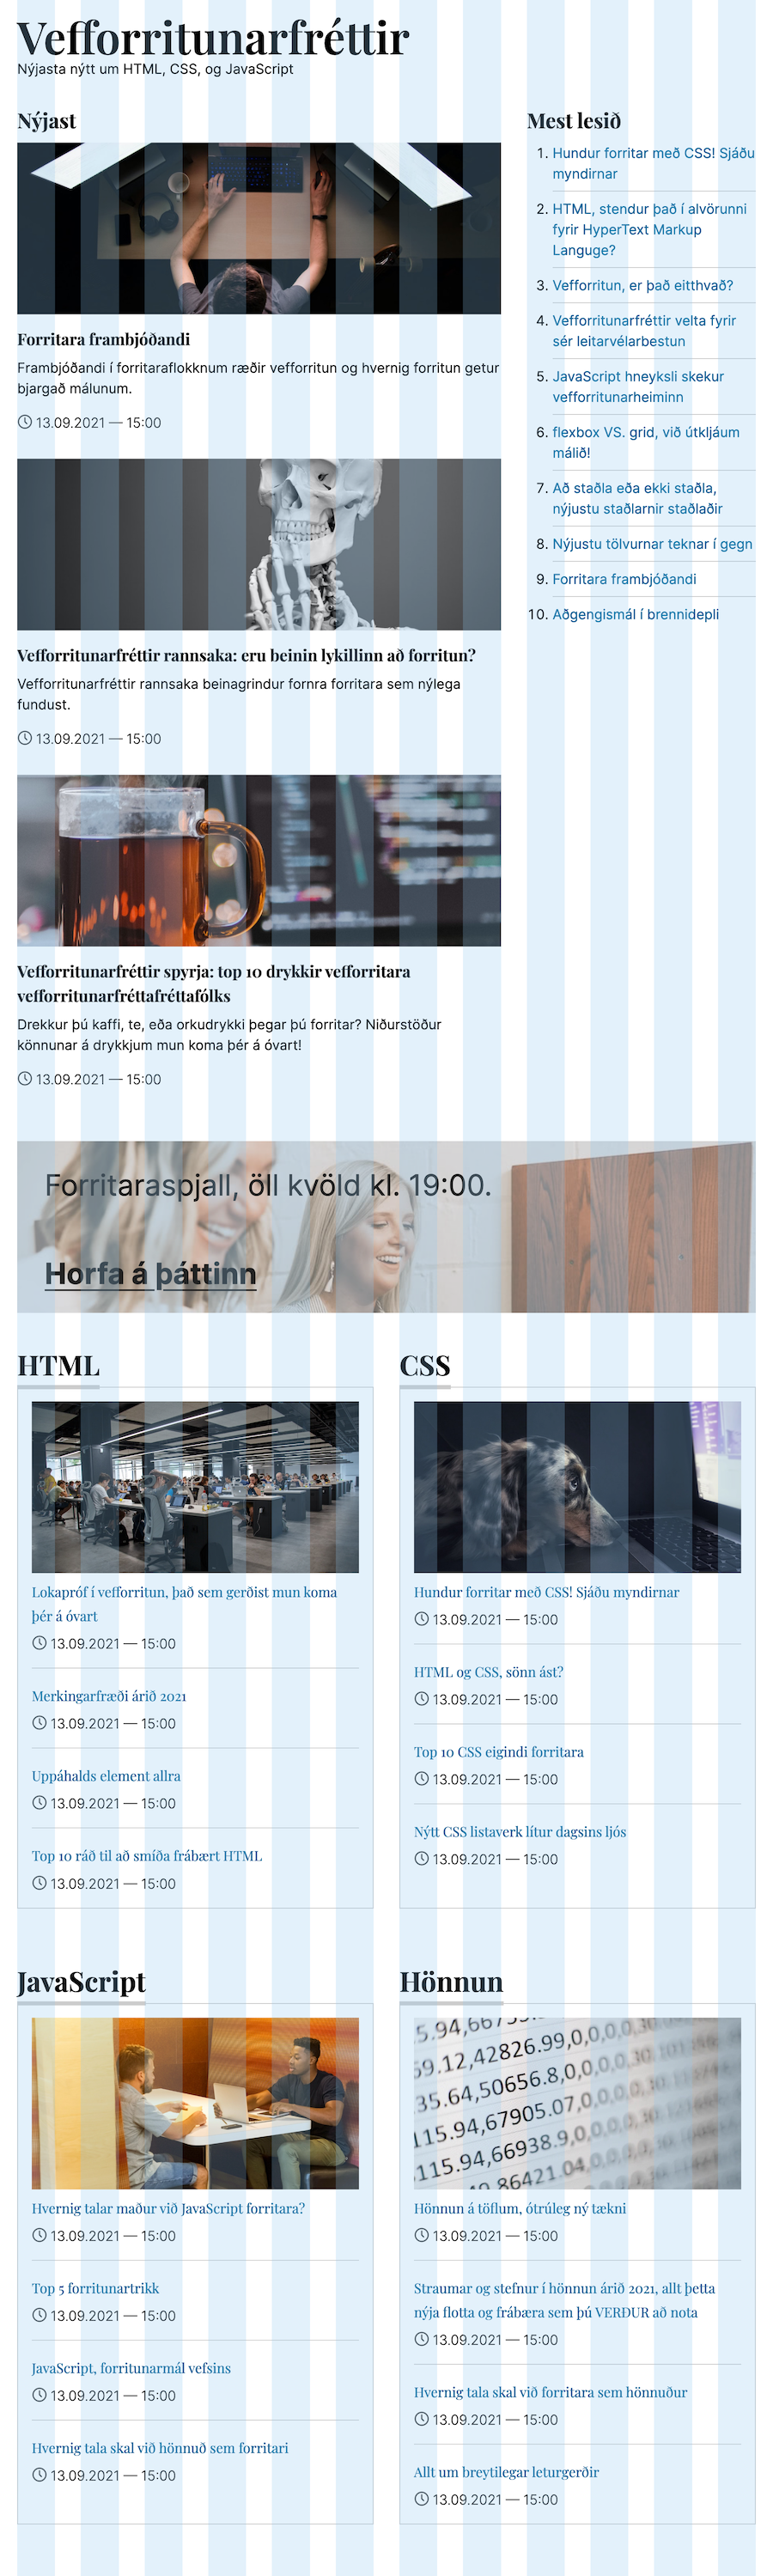 Vefforritunarfréttir
Nýjasta nýtt um HTML, CSS, og JavaScript
Nýjast
Forritara frambjóðandi
Frambjóðandi í forritaraflokknum ræðir vefforritun og hvernig forritun getur
bjargað málunum.
13.09.2021 — 15:00
Vefforritunarfréttir rannsaka: eru beinin lykillinn að forritun?
Vefforritunarfréttir rannsaka beinagrindur fornra forritara sem nýlega
fundust.
13.09.2021 — 15:00
Vefforritunarfréttir spyrja: top 10 drykkir vefforritara
vefforritunarfréttafréttafólks
Drekkur þú kaffi, te, eða orkudrykki þegar þú forritar? Niðurstöður
könnunar á drykkjum mun koma þér á óvart!
13.09.2021 — 15:00
Mest lesið
1. Hundur forritar með CSS! Sjáðu
myndirnar
2. HTML, stendur það í alvörunni
fyrir HyperText Markup
Languge?
3. Vefforritun, er það eitthvað?
4. Vefforritunarfréttir velta fyrir
sér leitarvélarbestun
5. JavaScript hneyksli skekur
vefforritunarheiminn
6. flexbox VS. grid, við útkljáum
málið!
7. Að staðla eða ekki staðla,
nýjustu staðlarnir staðlaðir
8. Nýjustu tölvurnar teknar í gegn
9. Forritara frambjóðandi
10. Aðgengismál í brennidepli
Forritaraspjall, öll kvöld kl. 19:00.
Horfa á þáttinn
HTML
Lokapróf í vefforritun, það sem gerðist mun koma
þér á óvart
13.09.2021 — 15:00
Merkingarfræði árið 2021
13.09.2021 — 15:00
Uppáhalds element allra
13.09.2021 — 15:00
Top 10 ráð til að smíða frábært HTML
13.09.2021 — 15:00
CSS
Hundur forritar með CSS! Sjáðu myndirnar
13.09.2021 — 15:00
HTML og CSS, sönn ást?
13.09.2021 — 15:00
Top 10 CSS eigindi forritara
13.09.2021 — 15:00
Nýtt CSS listaverk lítur dagsins ljós
13.09.2021 — 15:00
JavaScript
Hvernig talar maður við JavaScript forritara?
13.09.2021 — 15:00
Top 5 forritunartrikk
13.09.2021 — 15:00
JavaScript, forritunarmál vefsins
13.09.2021 — 15:00
Hvernig tala skal við hönnuð sem forritari
13.09.2021 — 15:00
Hönnun
Hönnun á töflum, ótrúleg ný tækni
13.09.2021 — 15:00
Straumar og stefnur í hönnun árið 2021, allt þetta
nýja flotta og frábæra sem þú VERÐUR að nota
13.09.2021 — 15:00
Hvernig tala skal við forritara sem hönnuður
13.09.2021 — 15:00
Allt um breytilegar leturgerðir
13.09.2021 — 15:00